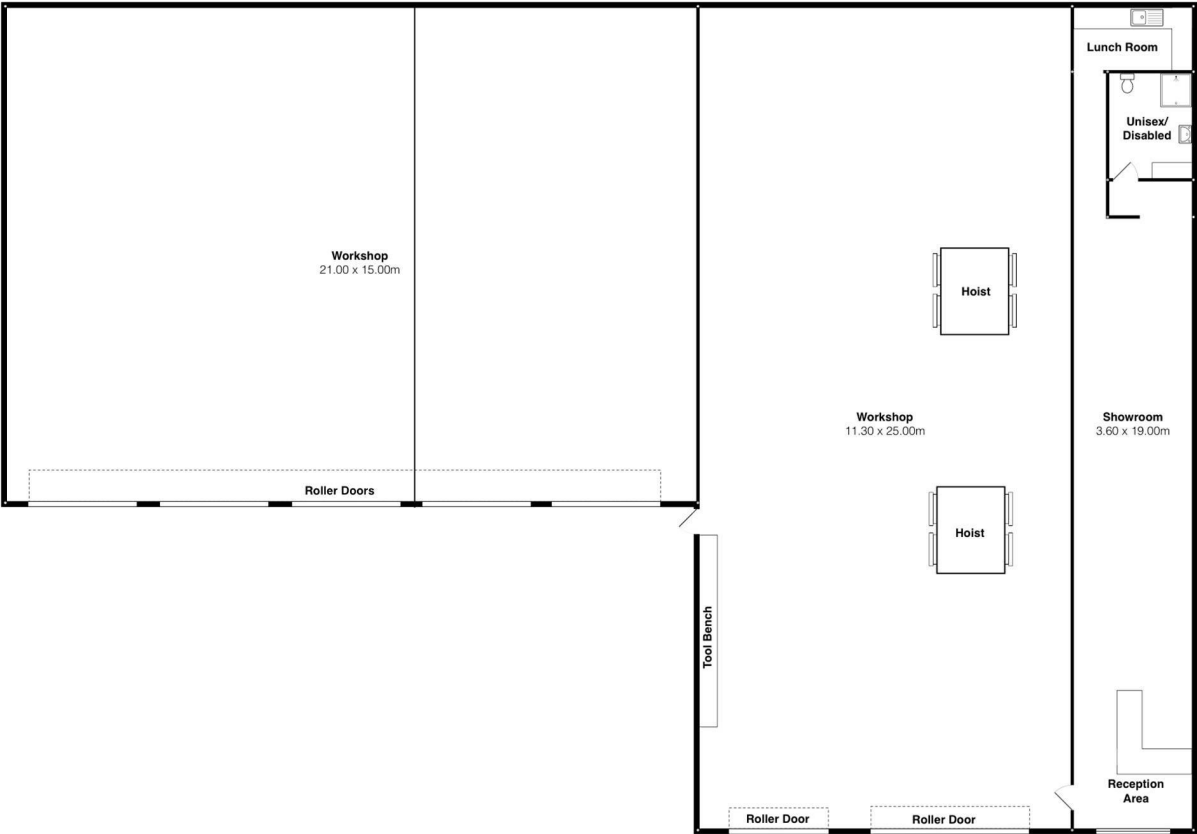 Lunch Room
Unisex/
Disabled
Workshop
21.00 x 15.00m
Hoist
Workshop
11.30 x 25.00m
Showroom
3.60 x 19.00m
Roller Doors
Hoist
Tool Bench
Reception
Area
Roller Door
Roller Door